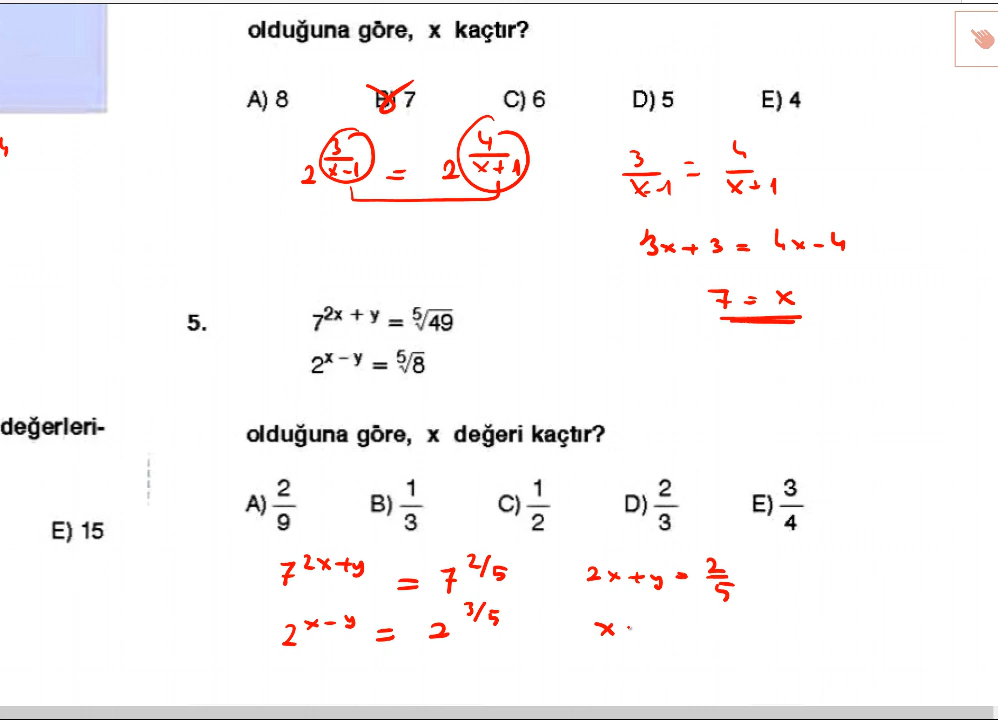 olduğuna göre, x kaçtır?
A) 8 B) 7 C) 6 D) 5 E) 4
4
2^(3/(x-1)) = 2^(4/(x+1))
3/(x-1) = 4/(x+1)
3x+3 = 4x-4
7 = x
5. 7^(2x + y) = ⁵√49
2^(x – y) = ⁵√8
değerleri-
olduğuna göre, x değeri kaçtır?
A) 2/9 B) 1/3 C) 1/2 D) 2/3 E) 3/4
E) 15
7^(2x+y) = 7^(2/5) 2x+y = 2/5
2^(x-y) = 2^(3/5) x